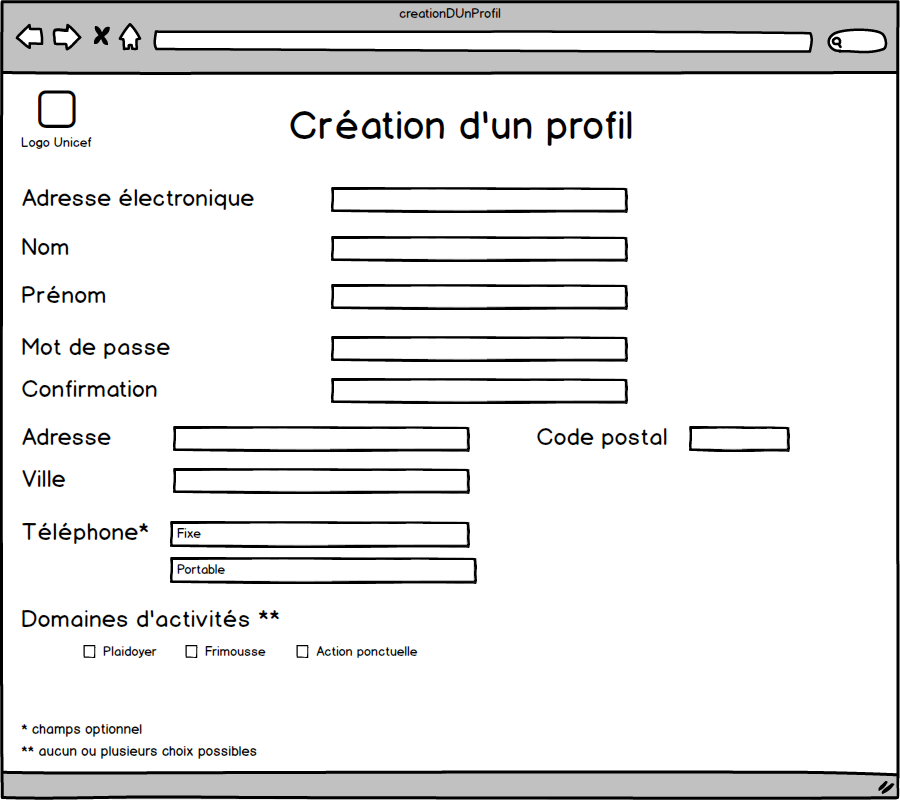 creationDUnProfil
Logo Unicef
Création d'un profil
Adresse électronique
Nom
Prénom
Mot de passe
Confirmation
Adresse
Code postal
Ville
Téléphone*
Fixe
Portable
Domaines d'activités **
Plaidoyer
Frimousse
Action ponctuelle
* champs optionnel
** aucun ou plusieurs choix possibles